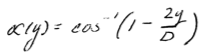 α(y) = cos⁻¹(1 - 2y/D)